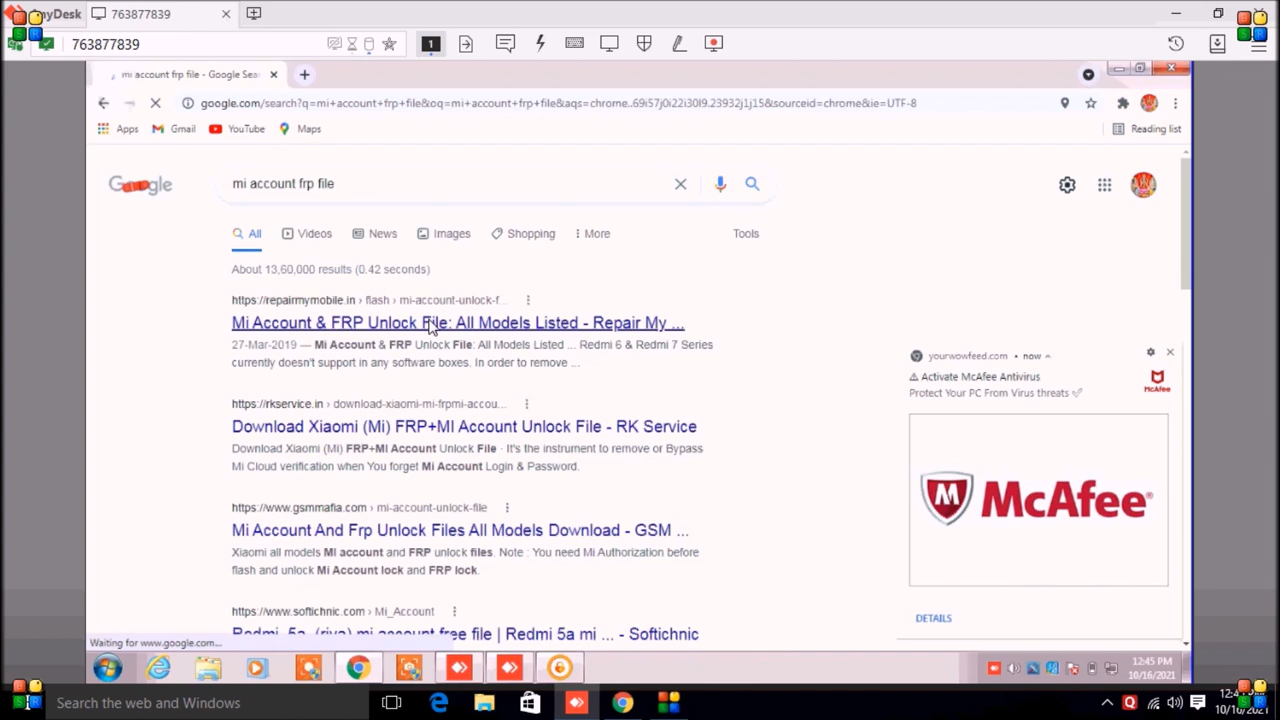 AnyDesk
763877839
763877839
1
mi account frp file - Google Sea
google.com/search?q=mi+account+frp+file&oq=mi+account+frp+file&aqs=chrome..69i57j0i22i30l9.23932j1j15&sourceid=chrome&ie=UTF-8
Apps Gmail YouTube Maps Reading list
mi account frp file
All Videos News Images Shopping More Tools
About 13,60,000 results (0.42 seconds)
https://repairmymobile.in › flash › mi-account-unlock-f...
Mi Account & FRP Unlock File: All Models Listed - Repair My ...
27-Mar-2019 — Mi Account & FRP Unlock File: All Models Listed ... Redmi 6 & Redmi 7 Series
currently doesn't support in any software boxes. In order to remove ...
https://rkservice.in › download-xiaomi-mi-frpmi-accou...
Download Xiaomi (Mi) FRP+MI Account Unlock File - RK Service
Download Xiaomi (Mi) FRP+MI Account Unlock File · It's the instrument to remove or Bypass
Mi Cloud verification when You forget Mi Account Login & Password.
https://www.gsmmafia.com › mi-account-unlock-file
Mi Account And Frp Unlock Files All Models Download - GSM ...
Xiaomi all models Mi account and FRP unlock files. Note : You need Mi Authorization before
flash and unlock Mi Account lock and FRP lock.
https://www.softichnic.com › Mi_Account
Redmi 5a (riva) mi account free file | Redmi 5a mi ... - Softichnic
yourwowfeed.com • now
Activate McAfee Antivirus
Protect Your PC From Virus threats
McAfee
McAfee
DETAILS
Waiting for www.google.com...
12:45 PM
10/16/2021
Search the web and Windows
10/16/2021